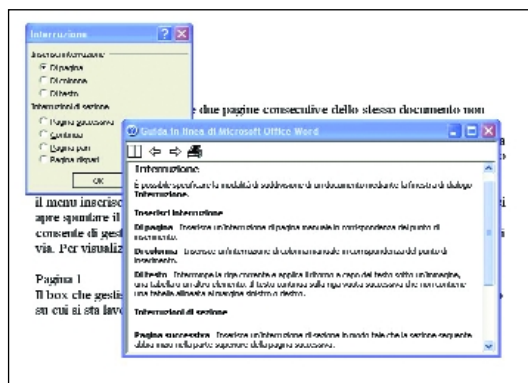 Interruzione
Inserisci interruzione
Di pagina
Di colonna
Di testo
Interruzioni di sezione
Pagina successiva
Continua
Pagine pari
Pagine dispari
OK
e due pagine consecutive dello stesso documento non
Guida in linea di Microsoft Office Word
Interruzione
È possibile specificare la modalità di suddivisione di un documento mediante la finestra di dialogo
Interruzione.
Inserisci interruzione
Di pagina Inserisce un'interruzione di pagina manuale in corrispondenza del punto di
inserimento.
Di colonna Inserisce un'interruzione di colonna manuale in corrispondenza del punto di
inserimento.
Di testo Interrompe la riga corrente e applica il ritorno a capo del testo sotto un'immagine,
una tabella o un altro elemento. Il testo continua sulla riga vuota successiva che non contiene
una tabella allineata al margine sinistro o destro.
Interruzioni di sezione
Pagina successiva Inserisce un'interruzione di sezione in modo tale che la sezione seguente
abbia inizio nella parte superiore della pagina successiva.
il menu inserisc
apre spuntare il
consente di gest
via. Per visualiz
Pagina 1
Il box che gestis
su cui si sta lavo